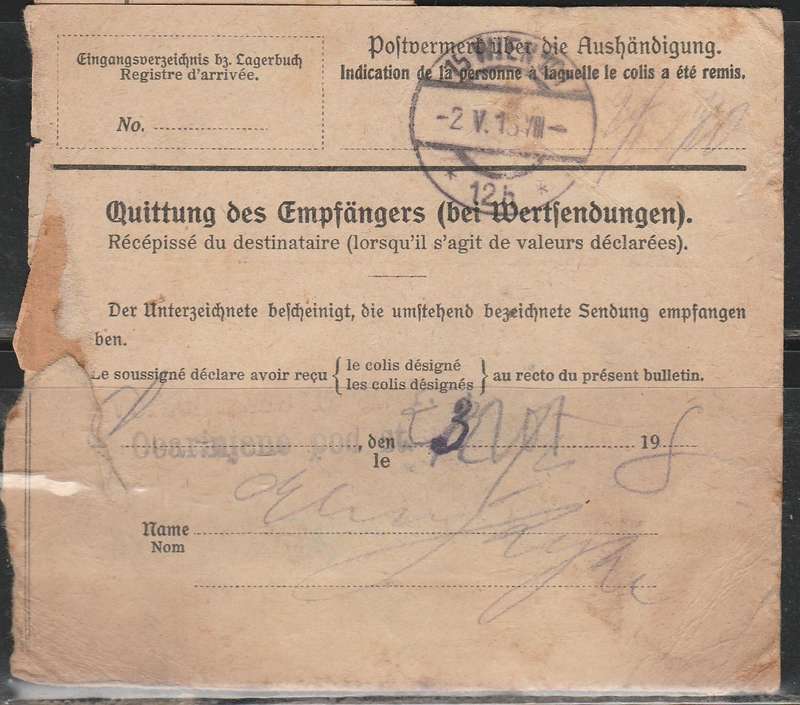 Eingangsverzeichnis bz. Lagerbuch
Registre d'arrivée.
No.
Postvermerk über die Aushändigung.
Indication de la personne à laquelle le colis a été remis.
15 WIEN
-2 V.18 VIII-
* 12b *
Quittung des Empfängers (bei Wertsendungen).
Récépissé du destinataire (lorsqu'il s'agit de valeurs déclarées).
Der Unterzeichnete bescheinigt, die umstehend bezeichnete Sendung empfangen
ben.
Le soussigné déclare avoir reçu { le colis désigné
les colis désignés } au recto du présent bulletin.
, den 3 19 8
le
Name
Nom